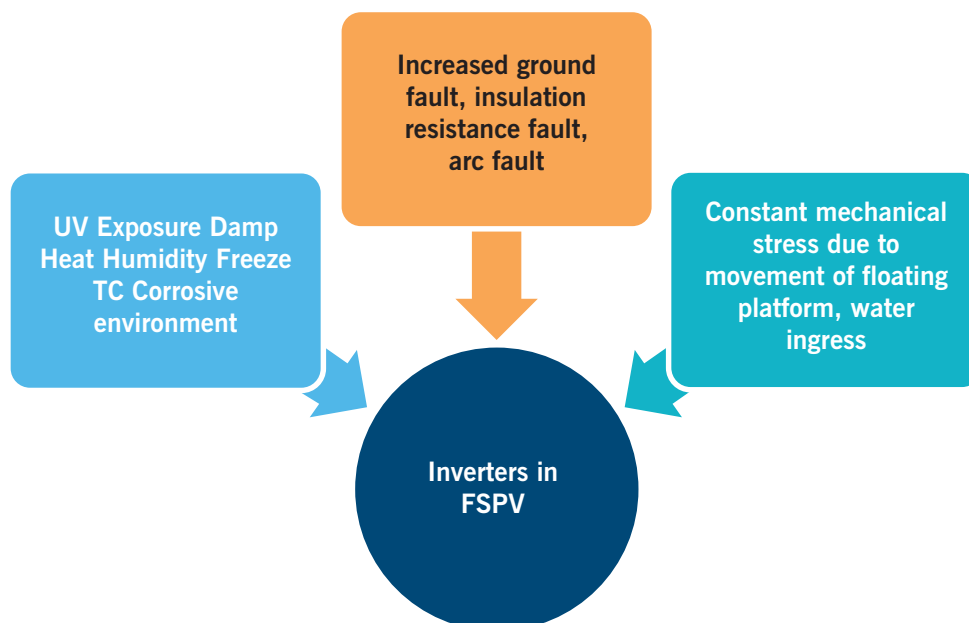 Increased ground
fault, insulation
resistance fault,
arc fault
UV Exposure Damp
Heat Humidity Freeze
TC Corrosive
environment
Constant mechanical
stress due to
movement of floating
platform, water
ingress
Inverters in
FSPV